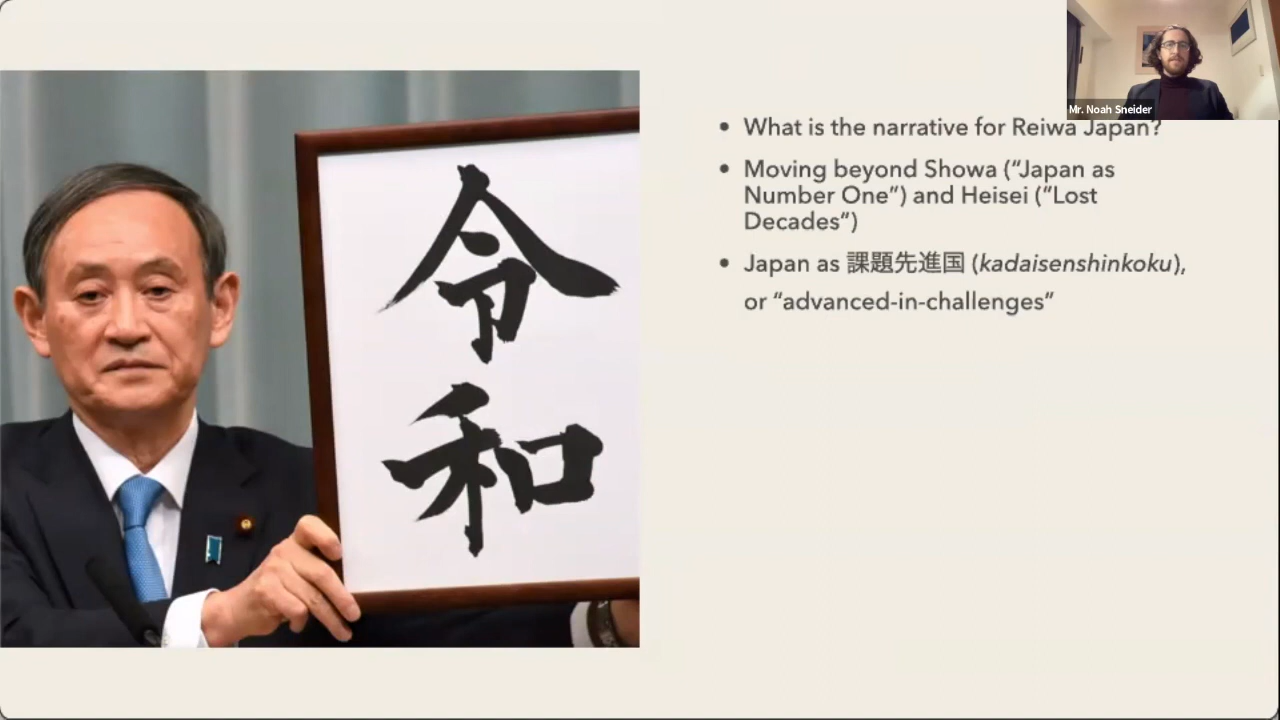 令
和
Mr. Noah Sneider
• What is the narrative for Reiwa Japan?
• Moving beyond Showa (“Japan as
Number One”) and Heisei (“Lost
Decades”)
• Japan as 課題先進国 (kadaisenshinkoku),
or “advanced-in-challenges”